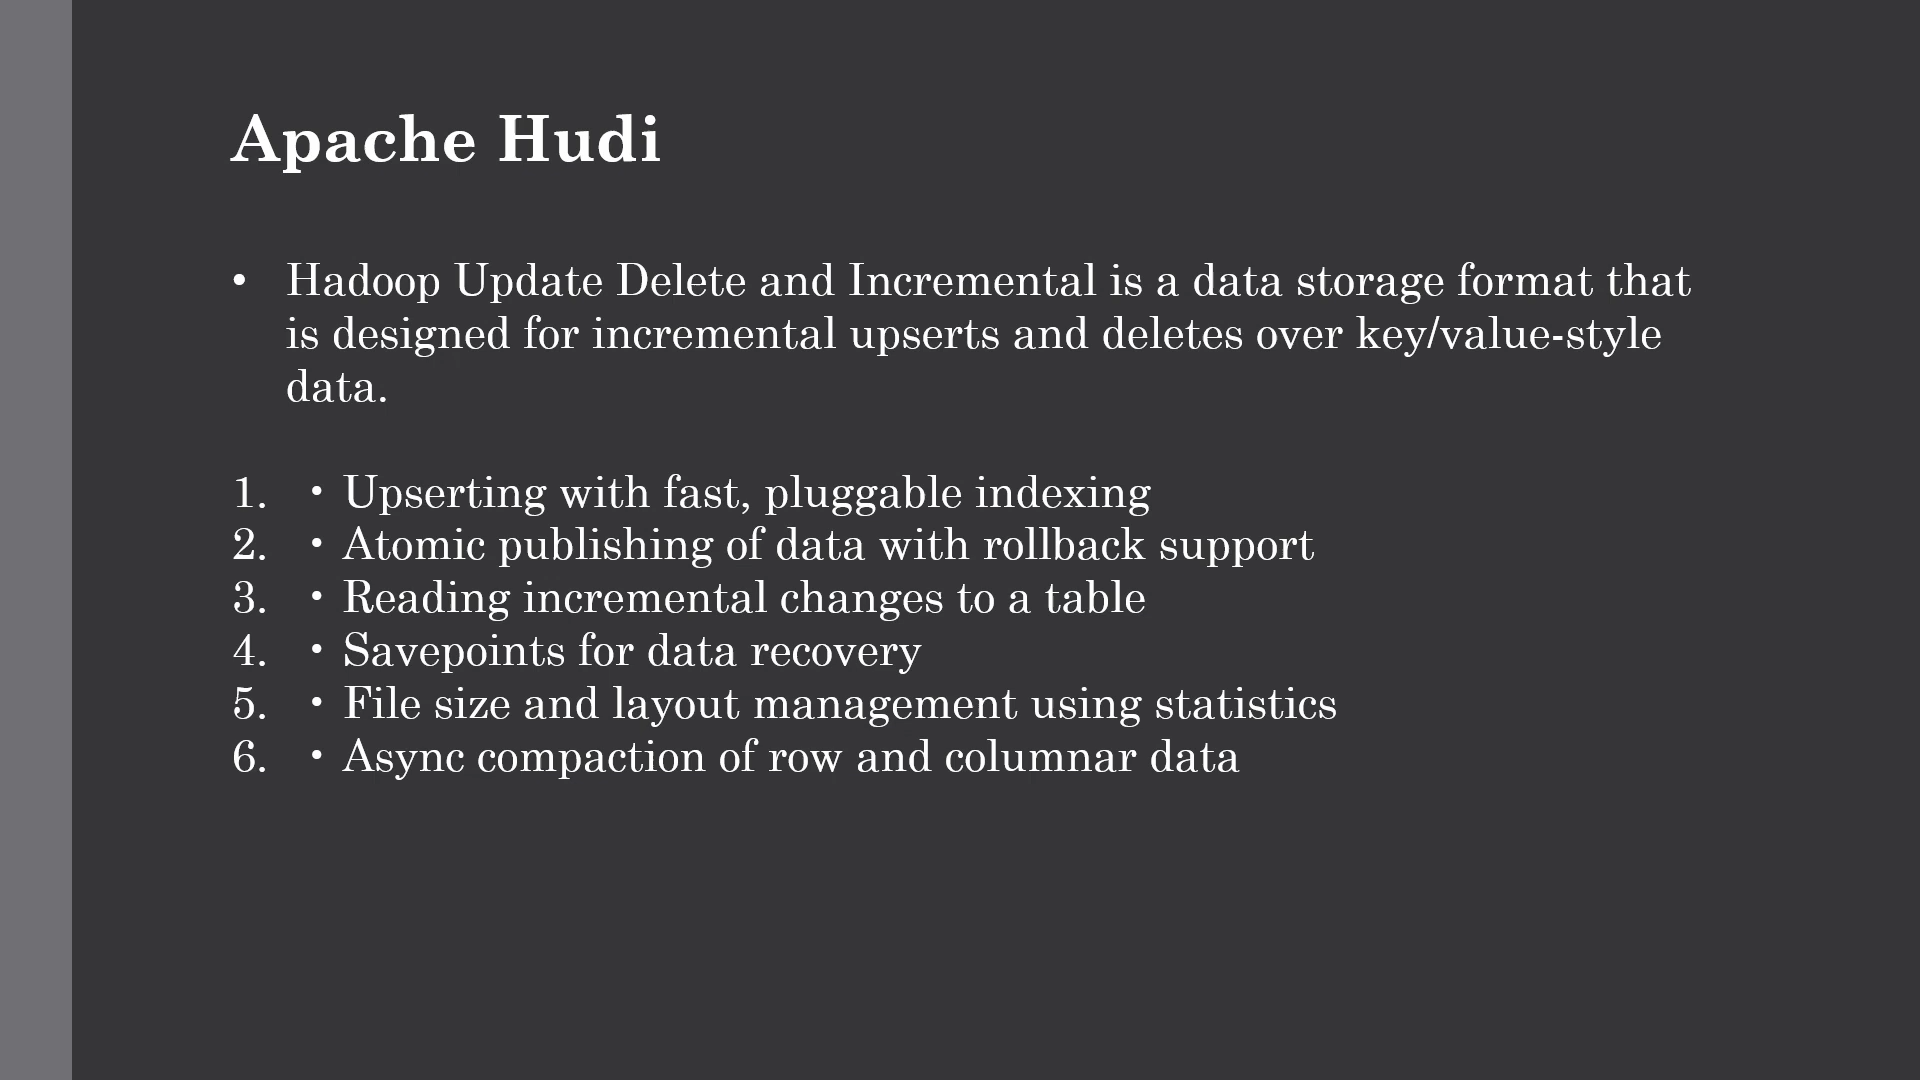 Apache Hudi
• Hadoop Update Delete and Incremental is a data storage format that
is designed for incremental upserts and deletes over key/value-style
data.
1. • Upserting with fast, pluggable indexing
2. • Atomic publishing of data with rollback support
3. • Reading incremental changes to a table
4. • Savepoints for data recovery
5. • File size and layout management using statistics
6. • Async compaction of row and columnar data